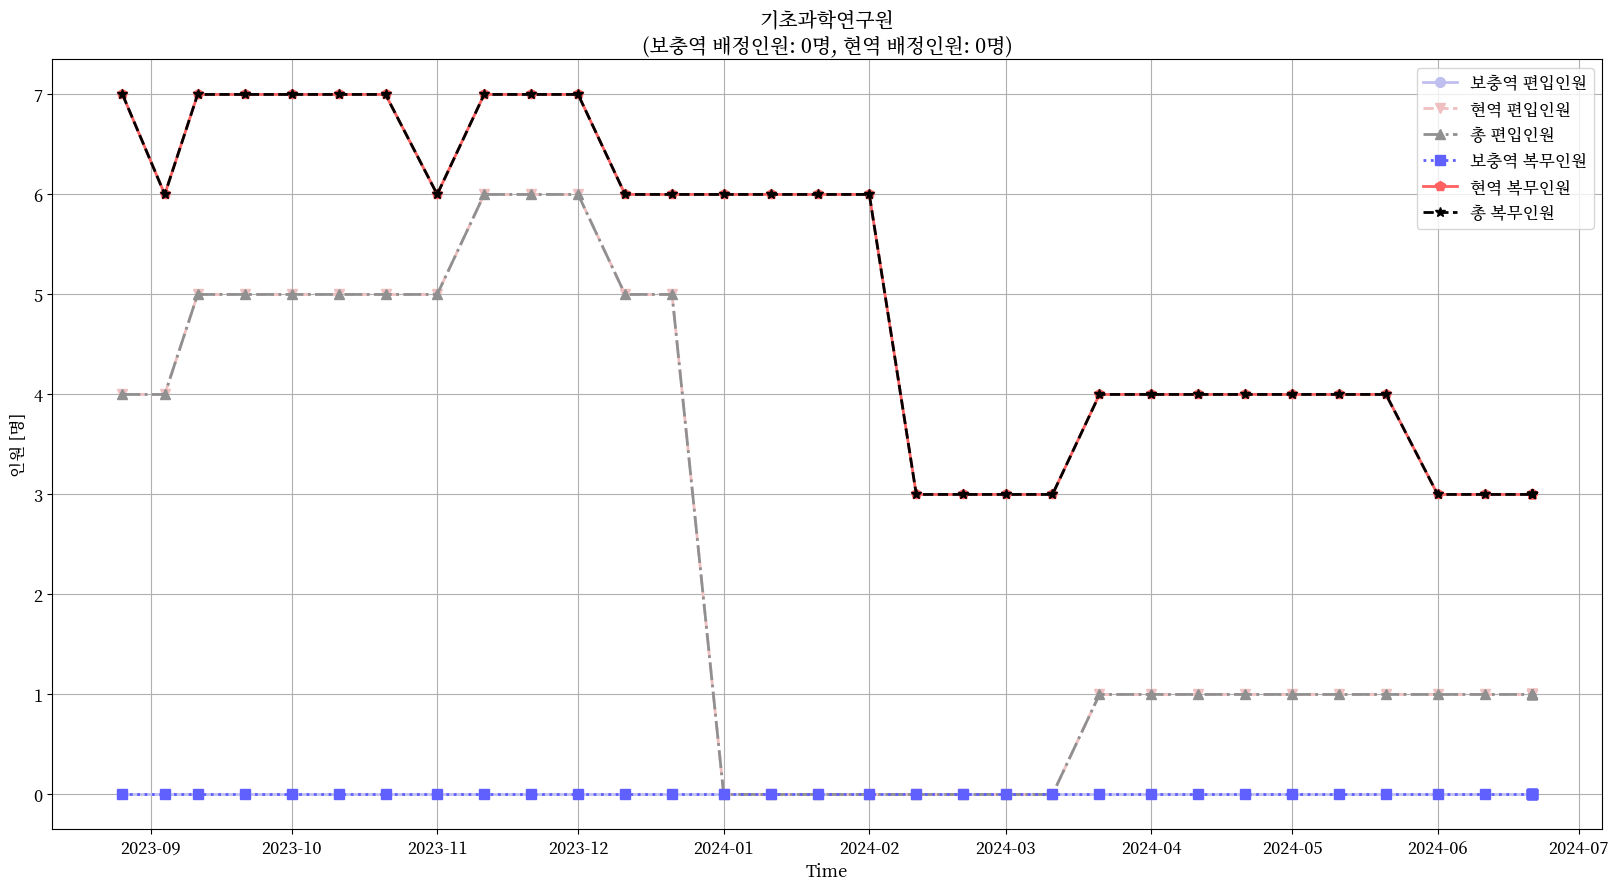 기초과학연구원
(보충역 배정인원: 0명, 현역 배정인원: 0명)
보충역 편입인원
현역 편입인원
총 편입인원
보충역 복무인원
현역 복무인원
총 복무인원
인원 [명]
7
6
5
4
3
2
1
0
2023-09
2023-10
2023-11
2023-12
2024-01
2024-02
2024-03
2024-04
2024-05
2024-06
2024-07
Time